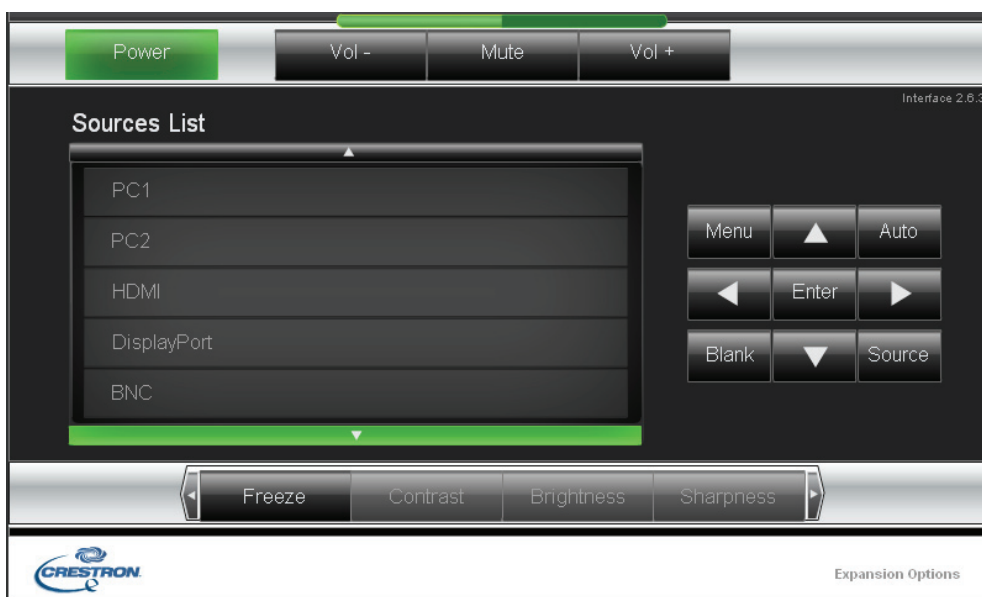 Power
Vol -
Mute
Vol +
Interface 2.6.3
Sources List
PC1
PC2
HDMI
DisplayPort
BNC
Menu
Auto
Enter
Blank
Source
Freeze
Contrast
Brightness
Sharpness
CRESTRON
Expansion Options